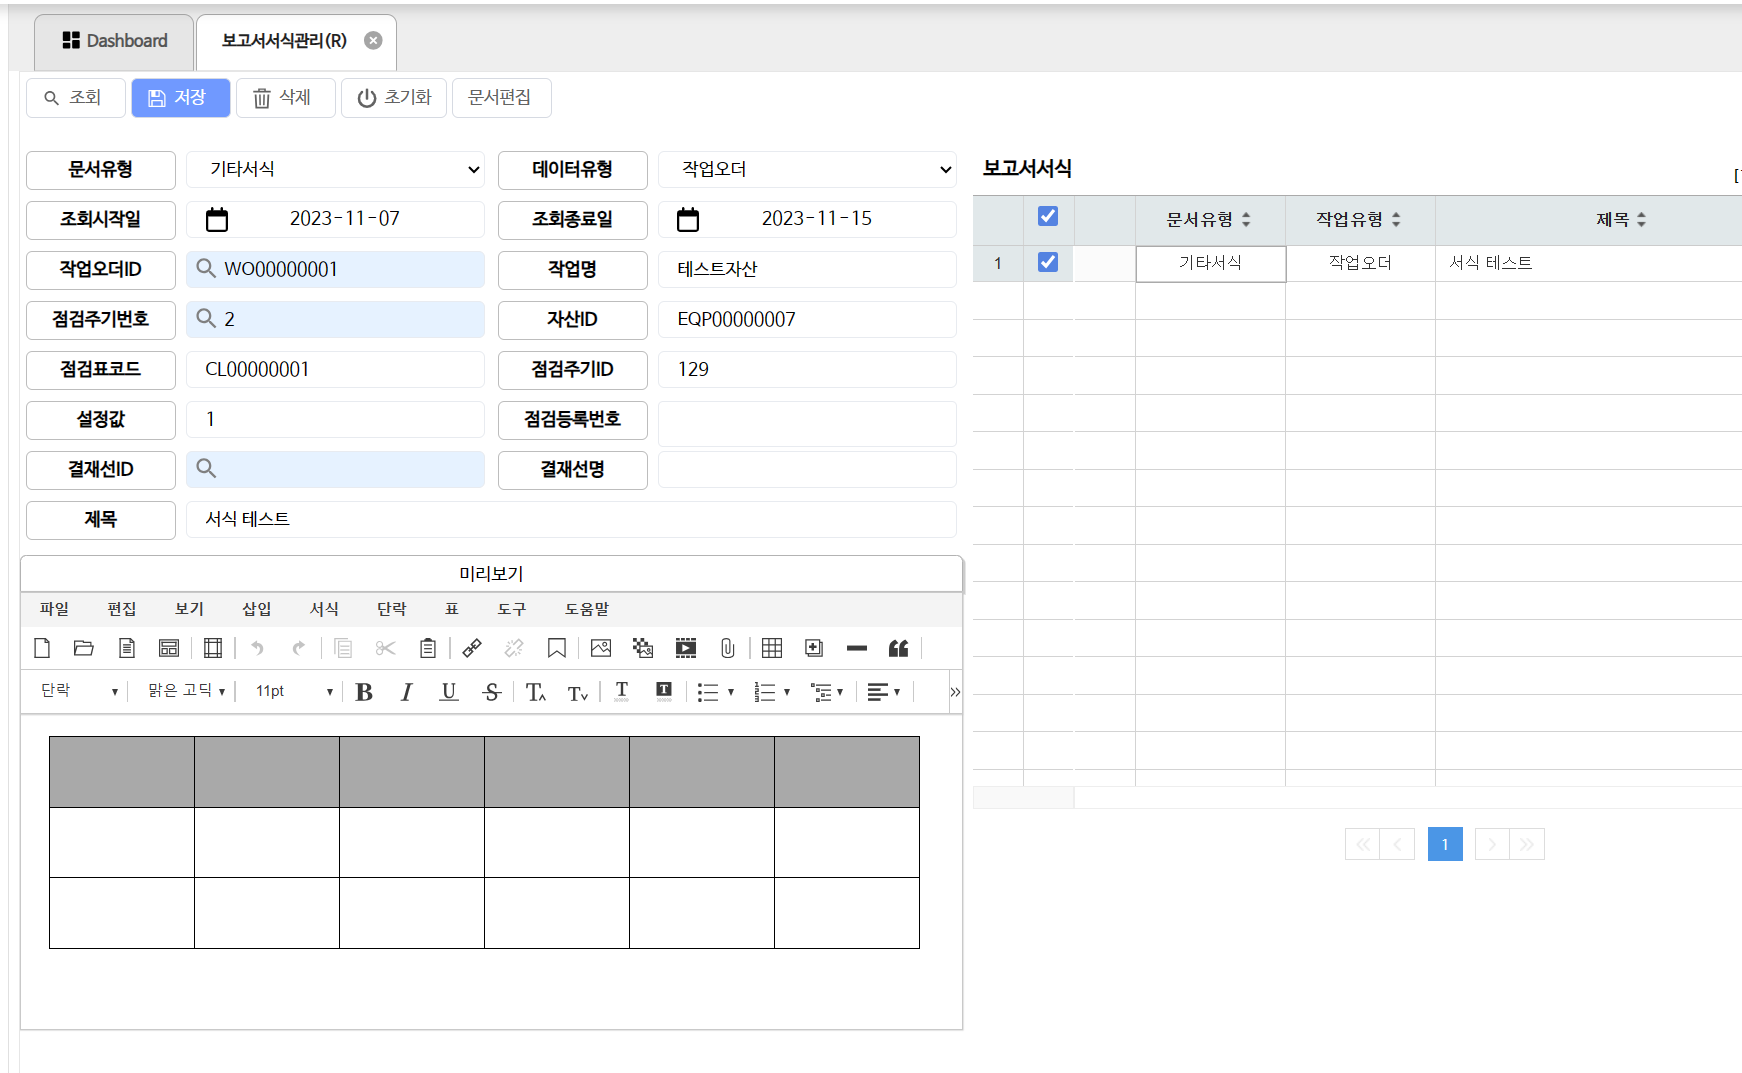 Dashboard 보고서서식관리(R)
조회 저장 삭제 초기화 문서편집
문서유형 기타서식 데이터유형 작업오더
조회시작일 2023-11-07 조회종료일 2023-11-15
작업오더ID WO00000001 작업명 테스트자산
점검주기번호 2 자산ID EQP00000007
점검표코드 CL00000001 점검주기ID 129
설정값 1 점검등록번호
결재선ID 결재선명
제목 서식 테스트
미리보기
파일 편집 보기 삽입 서식 단락 표 도구 도움말
단락 맑은 고딕 11pt
보고서서식
문서유형 작업유형 제목
1 기타서식 작업오더 서식 테스트
1